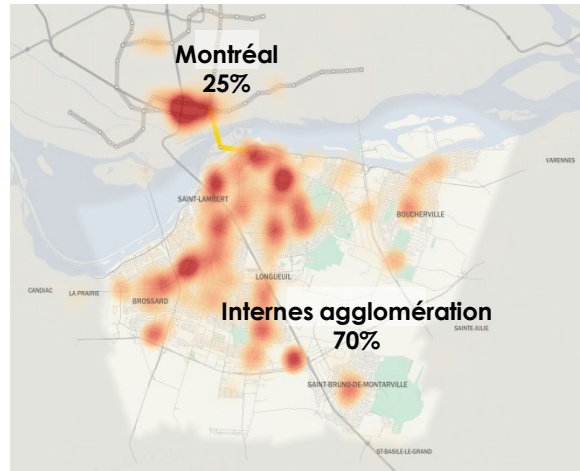 Montréal
25%
VARENNES
SAINT-LAMBERT
BOUCHERVILLE
CANDIAC
LA PRAIRIE
BROSSARD
LONGUEUIL
Internes agglomération
70%
SAINTE-JULIE
SAINT-BRUNO-DE-MONTARVILLE
ST-BASILE-LE-GRAND